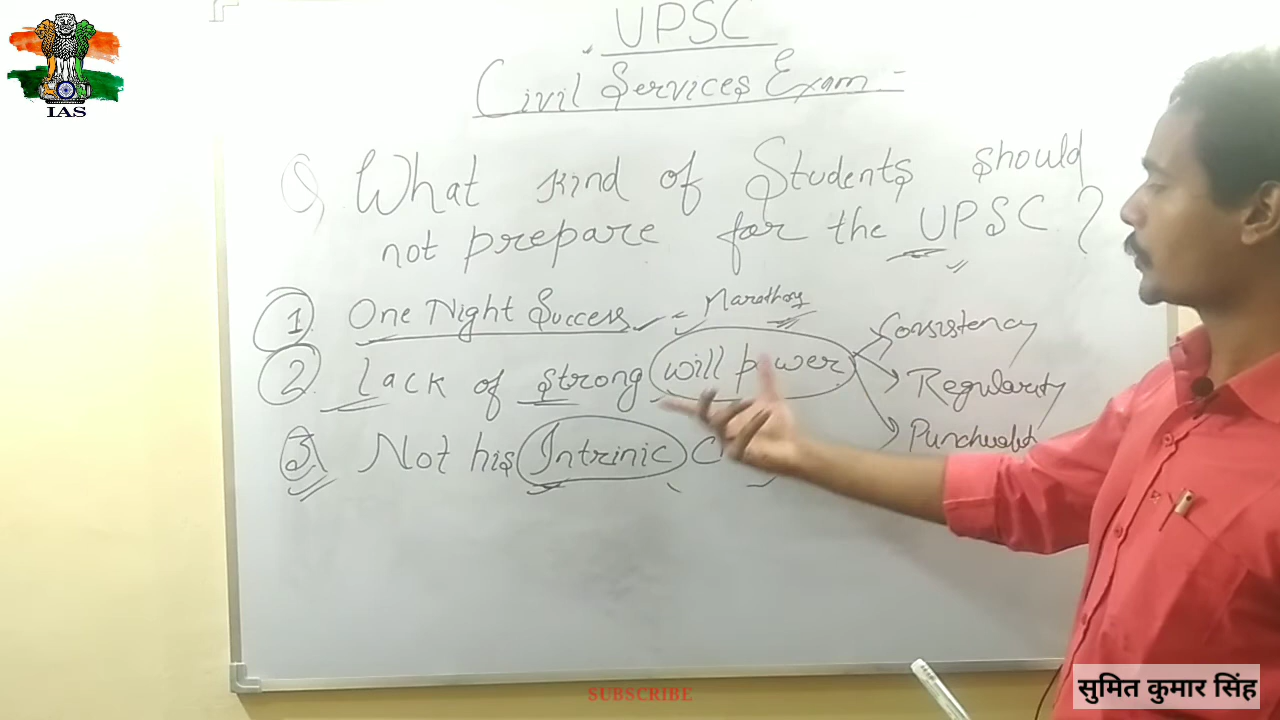 IAS
UPSC
Civil Services Exam -
Q, What kind of Students should
not prepare for the UPSC ?
1 One Night Success - Marathon
2 Lack of strong will power
Consistency
Regularity
Punctuality
3 Not his Intrinic
SUBSCRIBE
सुमित कुमार सिंह